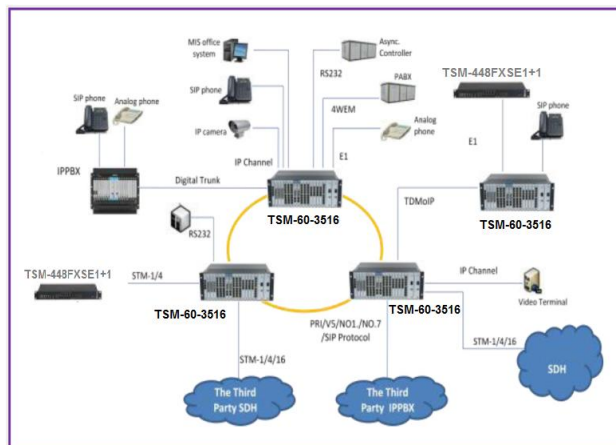 MIS office
system
Async.
Controller
RS232
PABX
TSM-448FXSE1+1
SIP phone
4WEM
SIP phone
Analog phone
SIP phone
IP camera
Analog
phone
E1
E1
IPPBX
IP Channel
Digital Trunk
TSM-60-3516
TDMoIP
TSM-60-3516
RS232
TSM-448FXSE1+1
STM-1/4
IP Channel
Video Terminal
TSM-60-3516
TSM-60-3516
PRI/V5/NO1./NO.7
/SIP Protocol
STM-1/4/16
STM-1/4/16
SDH
The Third
Party SDH
The Third
Party IPPBX